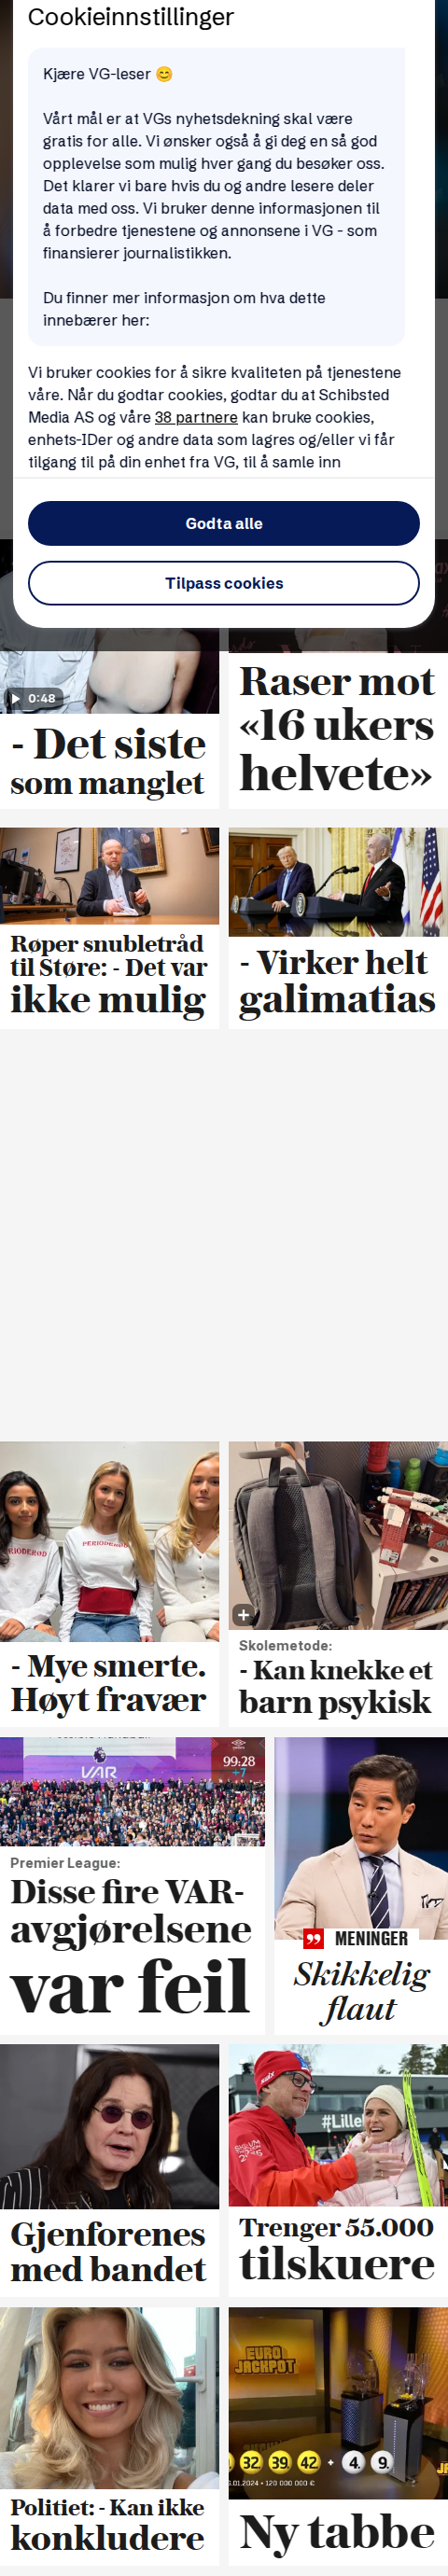 Cookieinnstillinger
Kjære VG-leser 😊
Vårt mål er at VGs nyhetsdekning skal være
gratis for alle. Vi ønsker også å gi deg en så god
opplevelse som mulig hver gang du besøker oss.
Det klarer vi bare hvis du og andre lesere deler
data med oss. Vi bruker denne informasjonen til
å forbedre tjenestene og annonsene i VG - som
finansierer journalistikken.
Du finner mer informasjon om hva dette
innebærer her:
Vi bruker cookies for å sikre kvaliteten på tjenestene
våre. Når du godtar cookies, godtar du at Schibsted
Media AS og våre 38 partnere kan bruke cookies,
enhets-IDer og andre data som lagres og/eller vi får
tilgang til på din enhet fra VG, til å samle inn
Godta alle
Tilpass cookies
0:48
- Det siste
som manglet
Raser mot
«16 ukers
helvete»
Røper snubletråd
til Støre: - Det var
ikke mulig
- Virker helt
galimatias
PERIODERØD
- Mye smerte.
Høyt fravær
Skolemetode:
- Kan knekke et
barn psykisk
VAR
99:28
+7
Premier League:
Disse fire VAR-
avgjørelsene
var feil
MENINGER
Skikkelig
flaut
Gjenforenes
med bandet
#Lille
Trenger 55.000
tilskuere
Politiet: - Kan ikke
konkludere
EURO
JACKPOT
32 39 42 + 4. 9.
.01.2024 • 120 000 000 €
Ny tabbe